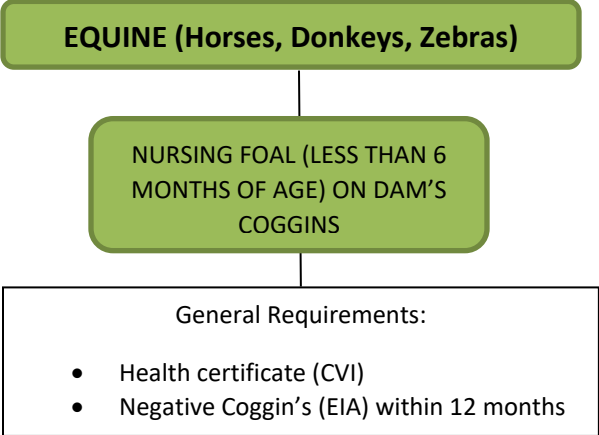 EQUINE (Horses, Donkeys, Zebras)
NURSING FOAL (LESS THAN 6
MONTHS OF AGE) ON DAM’S
COGGINS
General Requirements:
• Health certificate (CVI)
• Negative Coggin’s (EIA) within 12 months